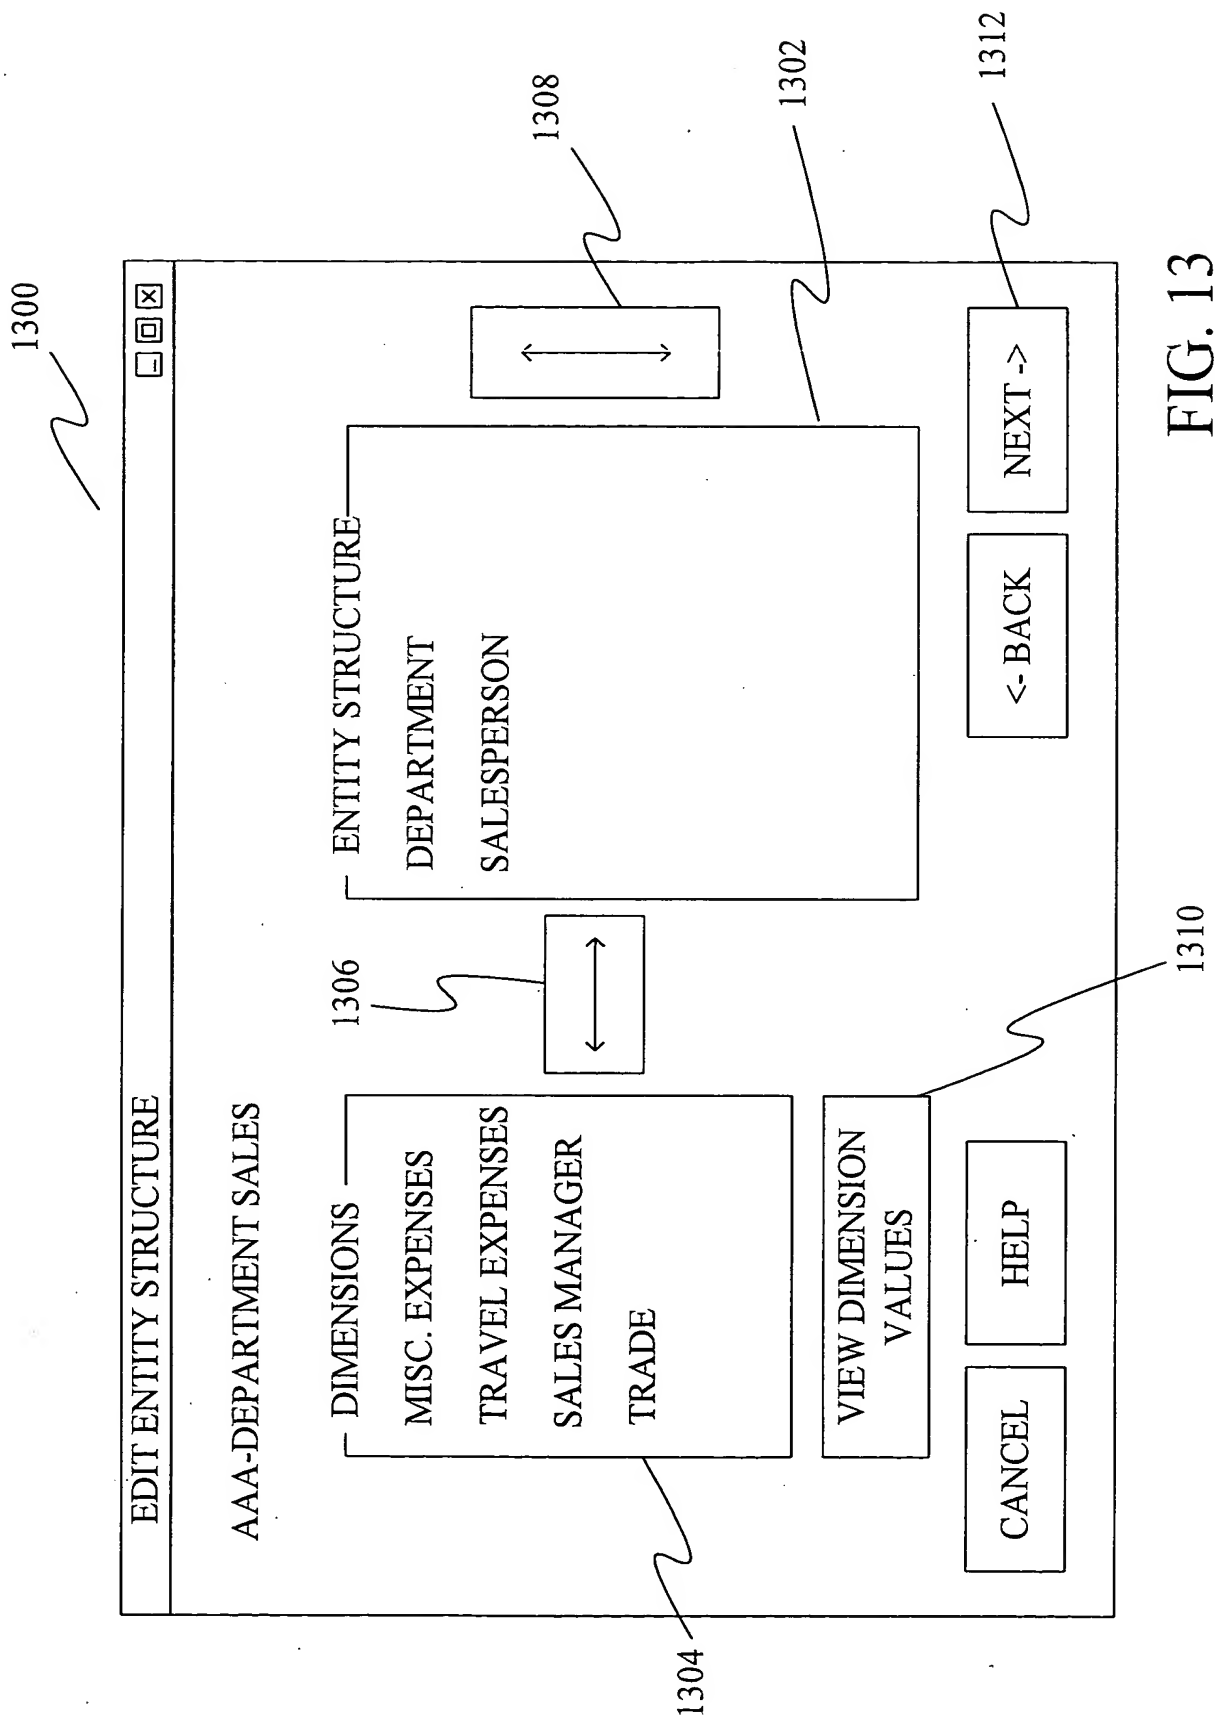 1300
EDIT ENTITY STRUCTURE
AAA-DEPARTMENT SALES
DIMENSIONS
MISC. EXPENSES
TRAVEL EXPENSES
SALES MANAGER
TRADE
1304
1306
ENTITY STRUCTURE
DEPARTMENT
SALESPERSON
1308
1302
VIEW DIMENSION
VALUES
1310
CANCEL
HELP
<- BACK
NEXT ->
1312
FIG. 13